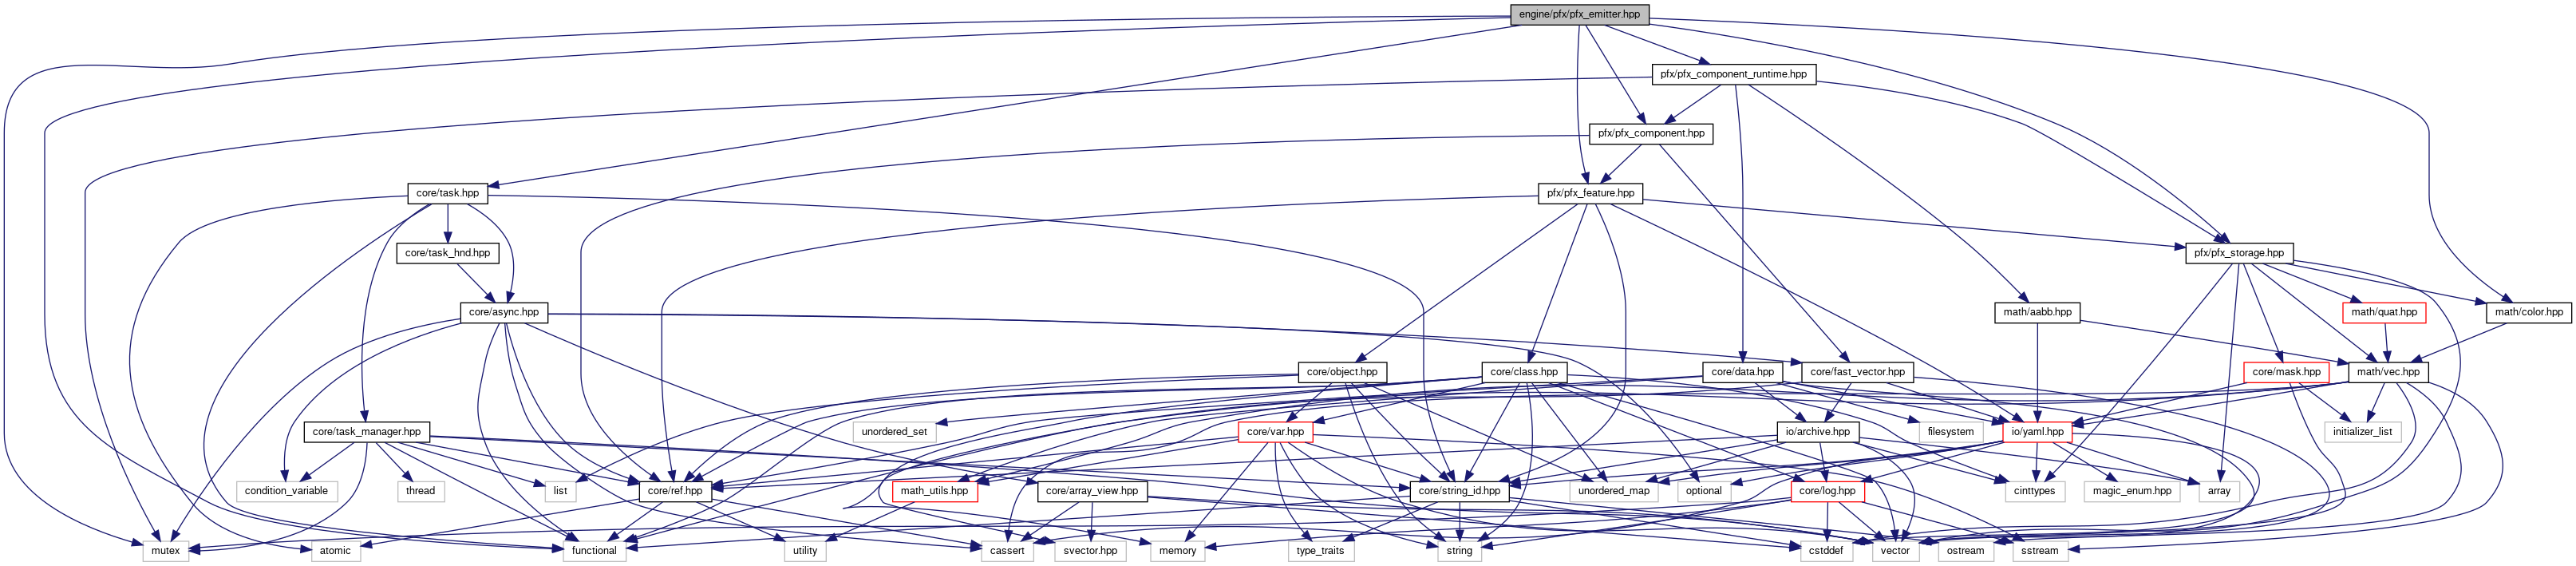 engine/pfx/pfx_emitter.hpp
pfx/pfx_component_runtime.hpp
pfx/pfx_component.hpp
core/task.hpp
pfx/pfx_feature.hpp
core/task_hnd.hpp
pfx/pfx_storage.hpp
core/async.hpp
math/aabb.hpp
math/quat.hpp
math/color.hpp
core/object.hpp
core/class.hpp
core/data.hpp
core/fast_vector.hpp
core/mask.hpp
math/vec.hpp
core/task_manager.hpp
unordered_set
core/var.hpp
io/archive.hpp
filesystem
io/yaml.hpp
initializer_list
condition_variable
thread
list
core/ref.hpp
math_utils.hpp
core/array_view.hpp
core/string_id.hpp
unordered_map
optional
core/log.hpp
cinttypes
magic_enum.hpp
array
mutex
atomic
functional
utility
cassert
svector.hpp
memory
type_traits
string
cstddef
vector
ostream
sstream